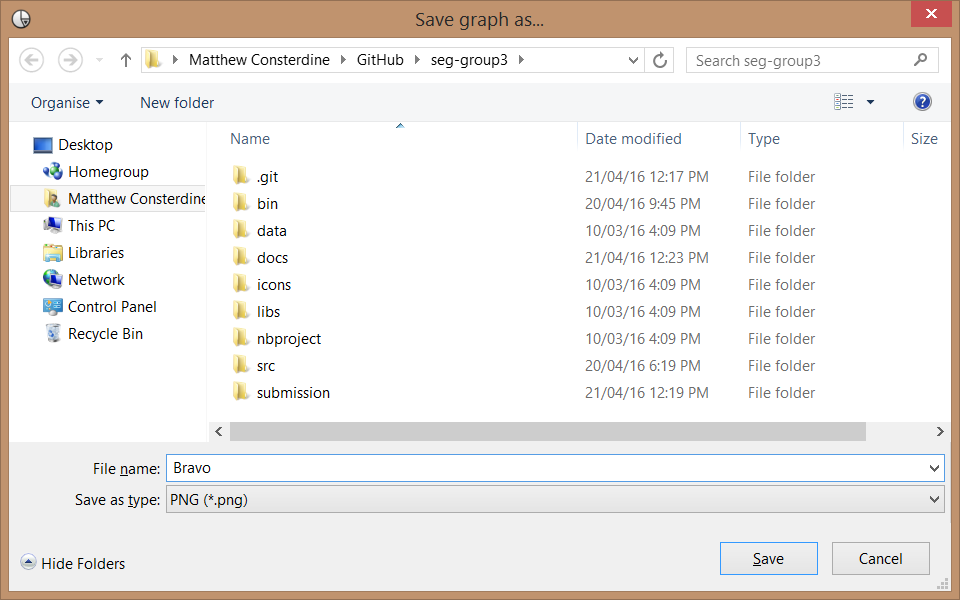 Save graph as...
Matthew Consterdine GitHub seg-group3 Search seg-group3
Organise New folder
Desktop
Homegroup
Matthew Consterdine
This PC
Libraries
Network
Control Panel
Recycle Bin
Name Date modified Type Size
.git 21/04/16 12:17 PM File folder
bin 20/04/16 9:45 PM File folder
data 10/03/16 4:09 PM File folder
docs 21/04/16 12:23 PM File folder
icons 10/03/16 4:09 PM File folder
libs 10/03/16 4:09 PM File folder
nbproject 10/03/16 4:09 PM File folder
src 20/04/16 6:19 PM File folder
submission 21/04/16 12:19 PM File folder
File name: Bravo
Save as type: PNG (*.png)
Hide Folders Save Cancel